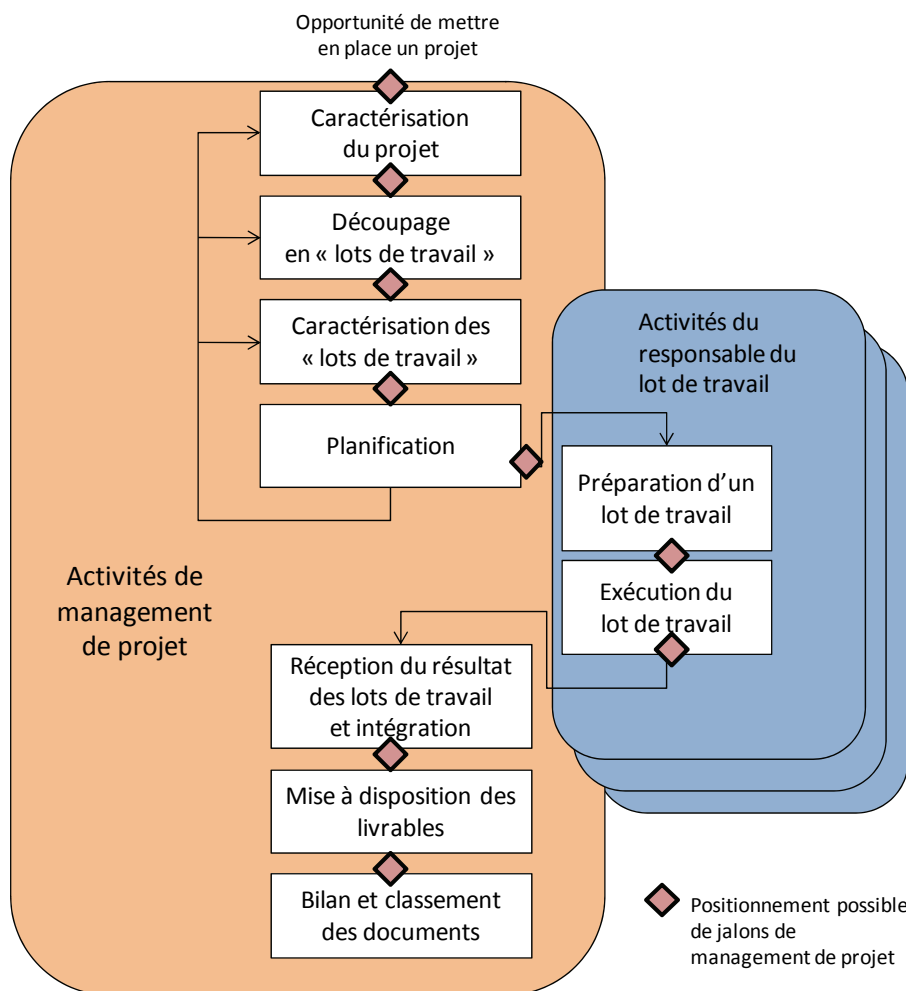 Opportunité de mettre
en place un projet
Caractérisation
du projet
Découpage
en « lots de travail »
Caractérisation des
« lots de travail »
Planification
Activités du
responsable du
lot de travail
Préparation d’un
lot de travail
Exécution du
lot de travail
Activités de
management
de projet
Réception du résultat
des lots de travail
et intégration
Mise à disposition des
livrables
Bilan et classement
des documents
Positionnement possible
de jalons de
management de projet